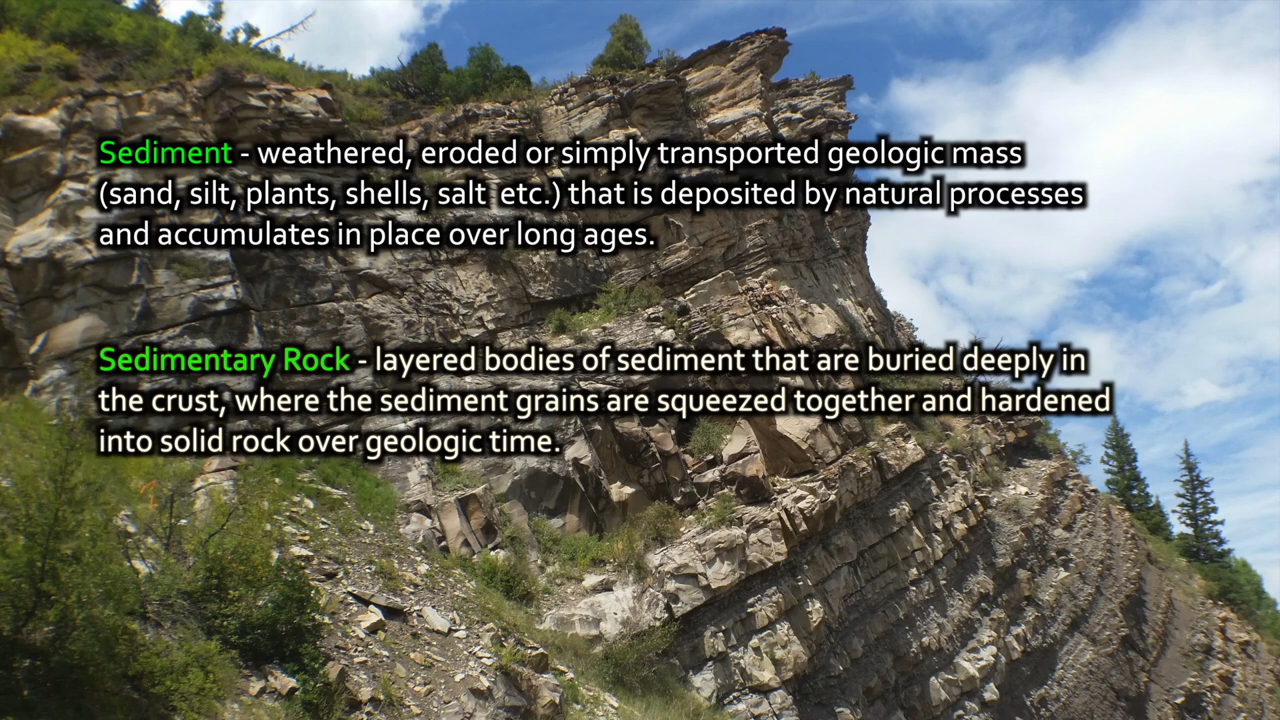 Sediment - weathered, eroded or simply transported geologic mass
(sand, silt, plants, shells, salt  etc.) that is deposited by natural processes
and accumulates in place over long ages.
Sedimentary Rock - layered bodies of sediment that are buried deeply in
the crust, where the sediment grains are squeezed together and hardened
into solid rock over geologic time.